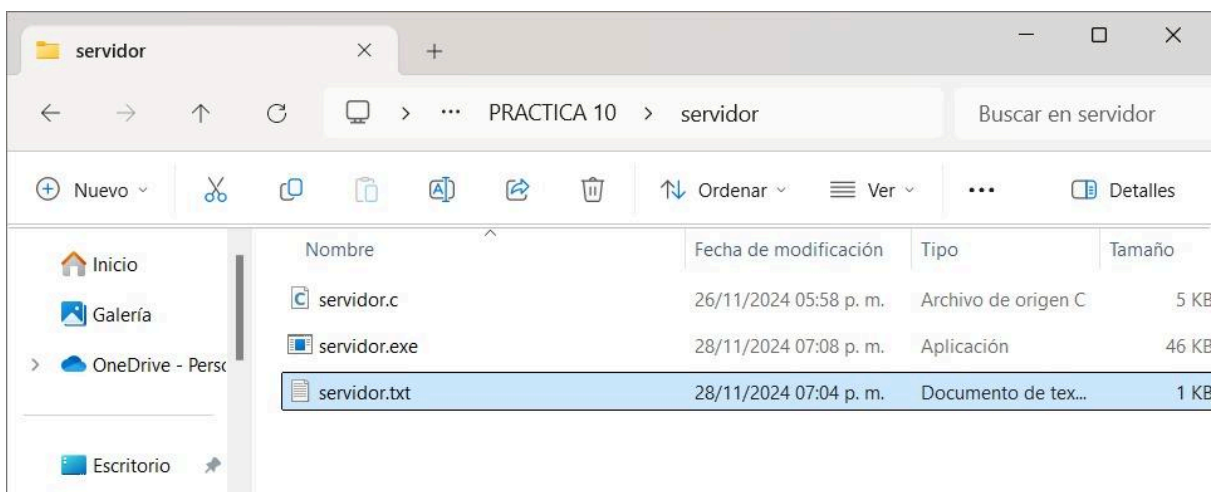 servidor
PRACTICA 10 > servidor Buscar en servidor
Nuevo Ordenar Ver ... Detalles
Nombre Fecha de modificación Tipo Tamaño
Inicio
servidor.c 26/11/2024 05:58 p. m. Archivo de origen C 5 KB
Galería
servidor.exe 28/11/2024 07:08 p. m. Aplicación 46 KB
OneDrive - Perso
servidor.txt 28/11/2024 07:04 p. m. Documento de tex... 1 KB
Escritorio